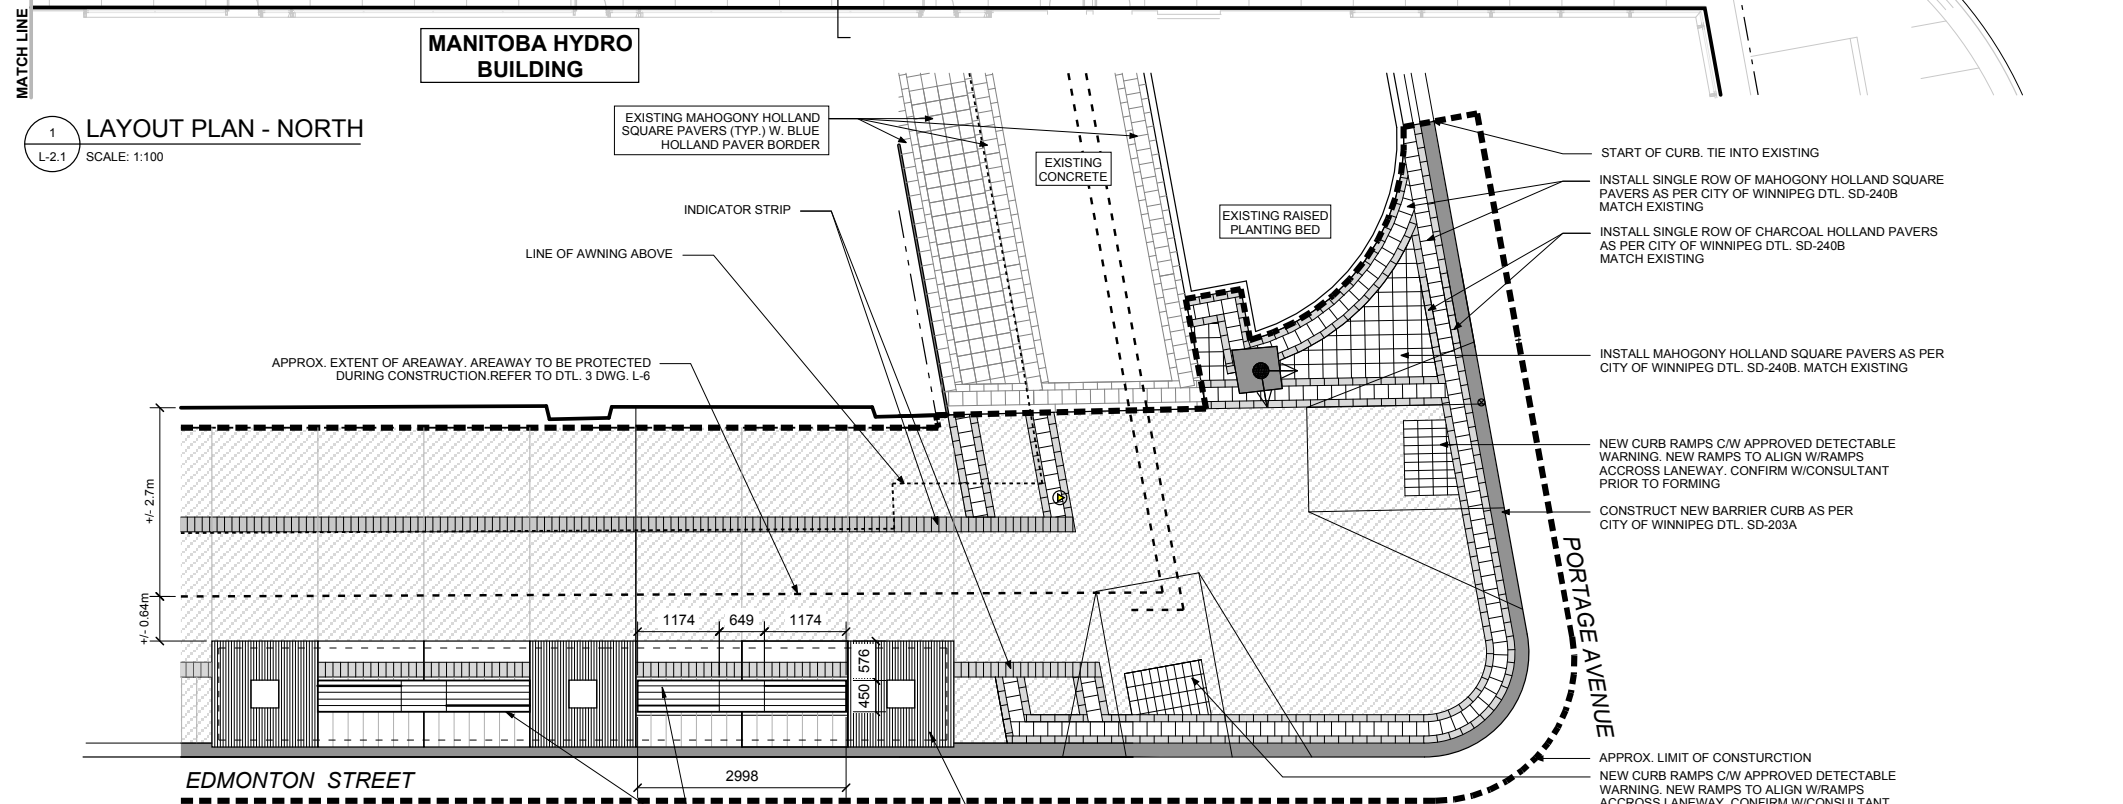 MATCH LINE
MANITOBA HYDRO
BUILDING
1
L-2.1
LAYOUT PLAN - NORTH
SCALE: 1:100
EXISTING MAHOGONY HOLLAND
SQUARE PAVERS (TYP.) W. BLUE
HOLLAND PAVER BORDER
EXISTING
CONCRETE
INDICATOR STRIP
EXISTING RAISED
PLANTING BED
LINE OF AWNING ABOVE
APPROX. EXTENT OF AREAWAY. AREAWAY TO BE PROTECTED
DURING CONSTRUCTION.REFER TO DTL. 3 DWG. L-6
START OF CURB. TIE INTO EXISTING
INSTALL SINGLE ROW OF MAHOGONY HOLLAND SQUARE
PAVERS AS PER CITY OF WINNIPEG DTL. SD-240B
MATCH EXISTING
INSTALL SINGLE ROW OF CHARCOAL HOLLAND PAVERS
AS PER CITY OF WINNIPEG DTL. SD-240B
MATCH EXISTING
INSTALL MAHOGONY HOLLAND SQUARE PAVERS AS PER
CITY OF WINNIPEG DTL. SD-240B. MATCH EXISTING
NEW CURB RAMPS C/W APPROVED DETECTABLE
WARNING. NEW RAMPS TO ALIGN W/RAMPS
ACCROSS LANEWAY. CONFIRM W/CONSULTANT
PRIOR TO FORMING
CONSTRUCT NEW BARRIER CURB AS PER
CITY OF WINNIPEG DTL. SD-203A
PORTAGE AVENUE
+/- 2.7m
+/- 0.64m
1174
649
1174
576
450
2998
EDMONTON STREET
APPROX. LIMIT OF CONSTURCTION
NEW CURB RAMPS C/W APPROVED DETECTABLE
WARNING. NEW RAMPS TO ALIGN W/RAMPS
ACCROSS LANEWAY. CONFIRM W/CONSULTANT